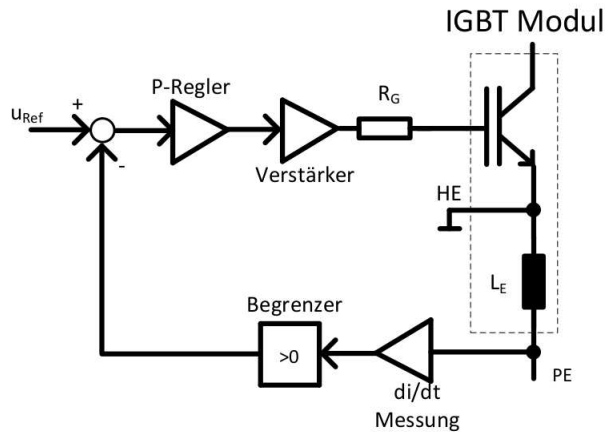 IGBT Modul
P-Regler
R_G
+
u_Ref
-
Verstärker
HE
L_E
Begrenzer
>0
PE
di/dt
Messung